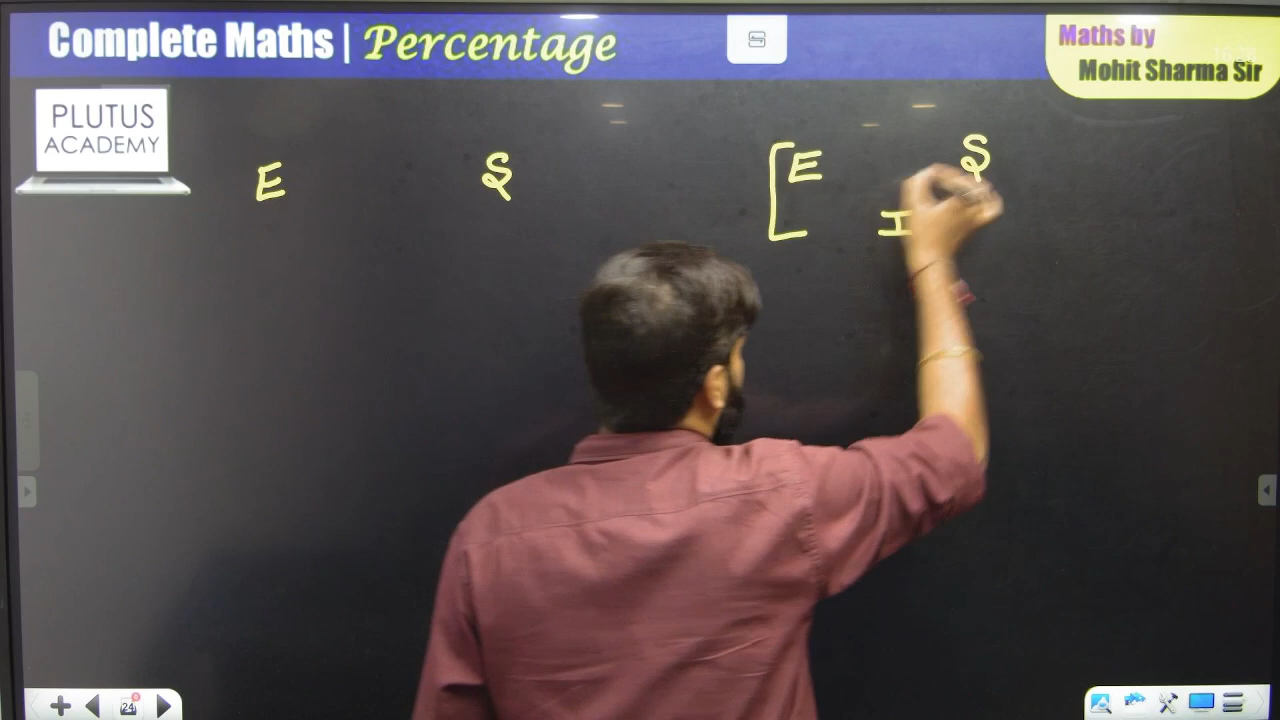 Complete Maths | Percentage
Maths by
Mohit Sharma Sir
PLUTUS
ACADEMY
E S [E S
I
24